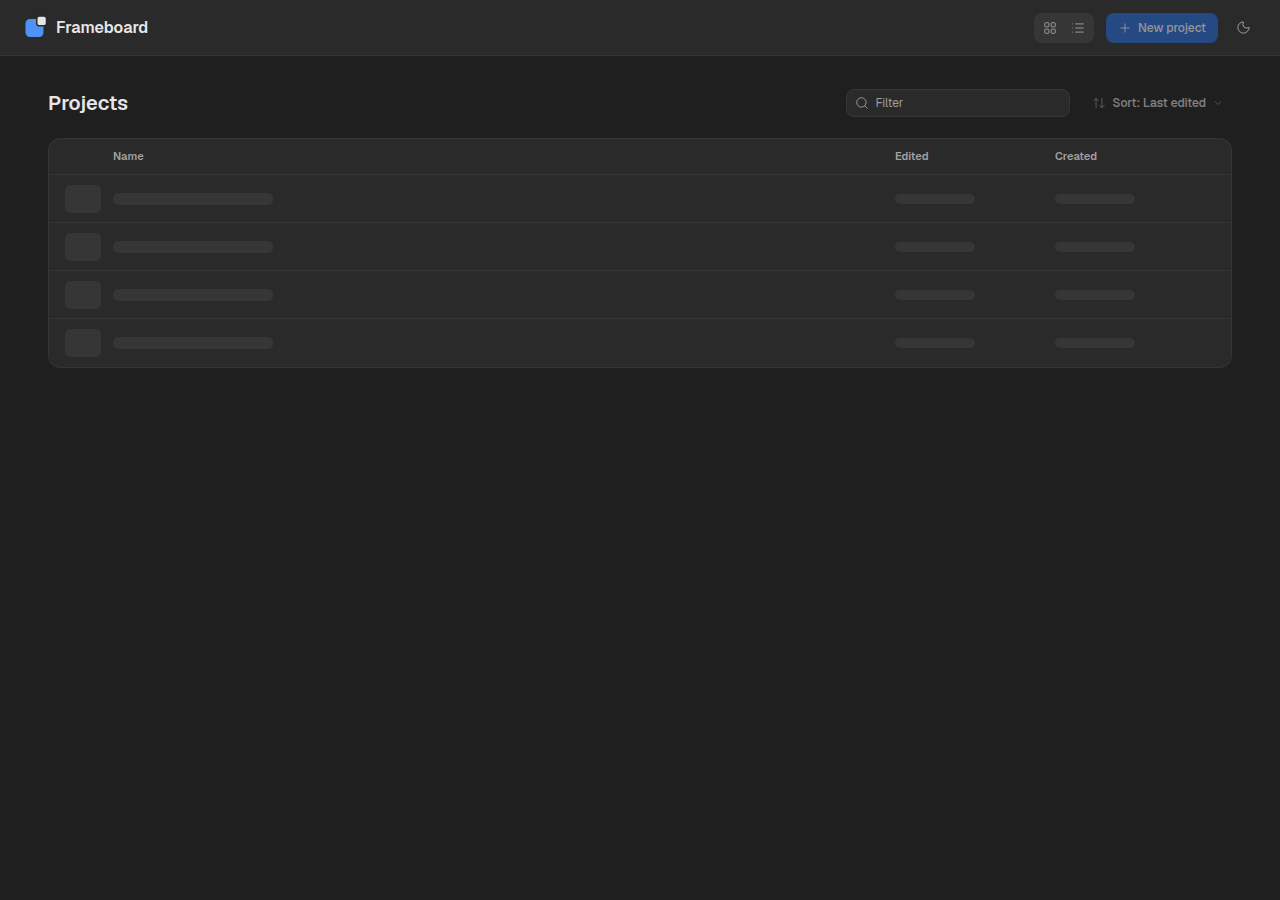 Frameboard
New project
Projects
Filter
Sort: Last edited
Name Edited Created